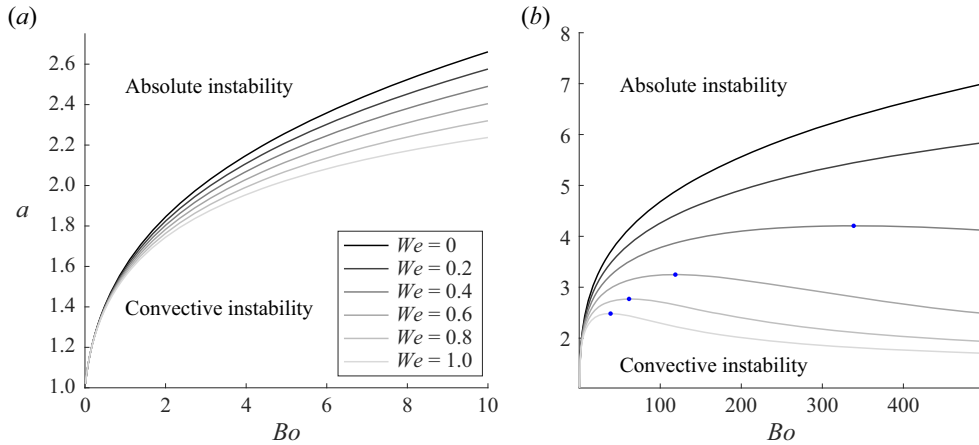 (a)
2.6
2.4
2.2
2.0
1.8
1.6
1.4
1.2
1.0
a
Absolute instability
Convective instability
We = 0
We = 0.2
We = 0.4
We = 0.6
We = 0.8
We = 1.0
0 2 4 6 8 10
Bo
(b)
8
7
6
5
4
3
2
Absolute instability
Convective instability
100 200 300 400
Bo